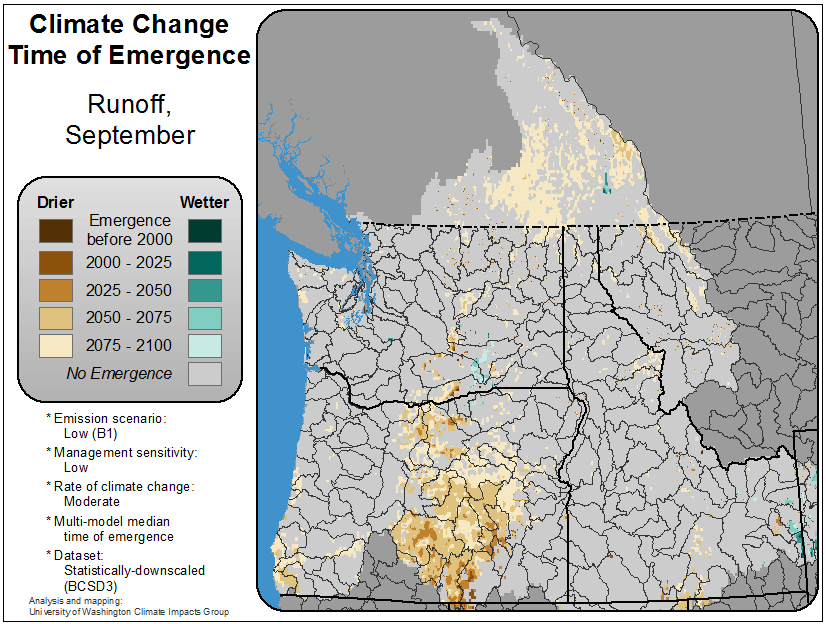 Climate Change
Time of Emergence
Runoff,
September
Drier Wetter
Emergence
before 2000
2000 - 2025
2025 - 2050
2050 - 2075
2075 - 2100
No Emergence
* Emission scenario:
Low (B1)
* Management sensitivity:
Low
* Rate of climate change:
Moderate
* Multi-model median
time of emergence
* Dataset:
Statistically-downscaled
(BCSD3)
Analysis and mapping:
University of Washington Climate Impacts Group